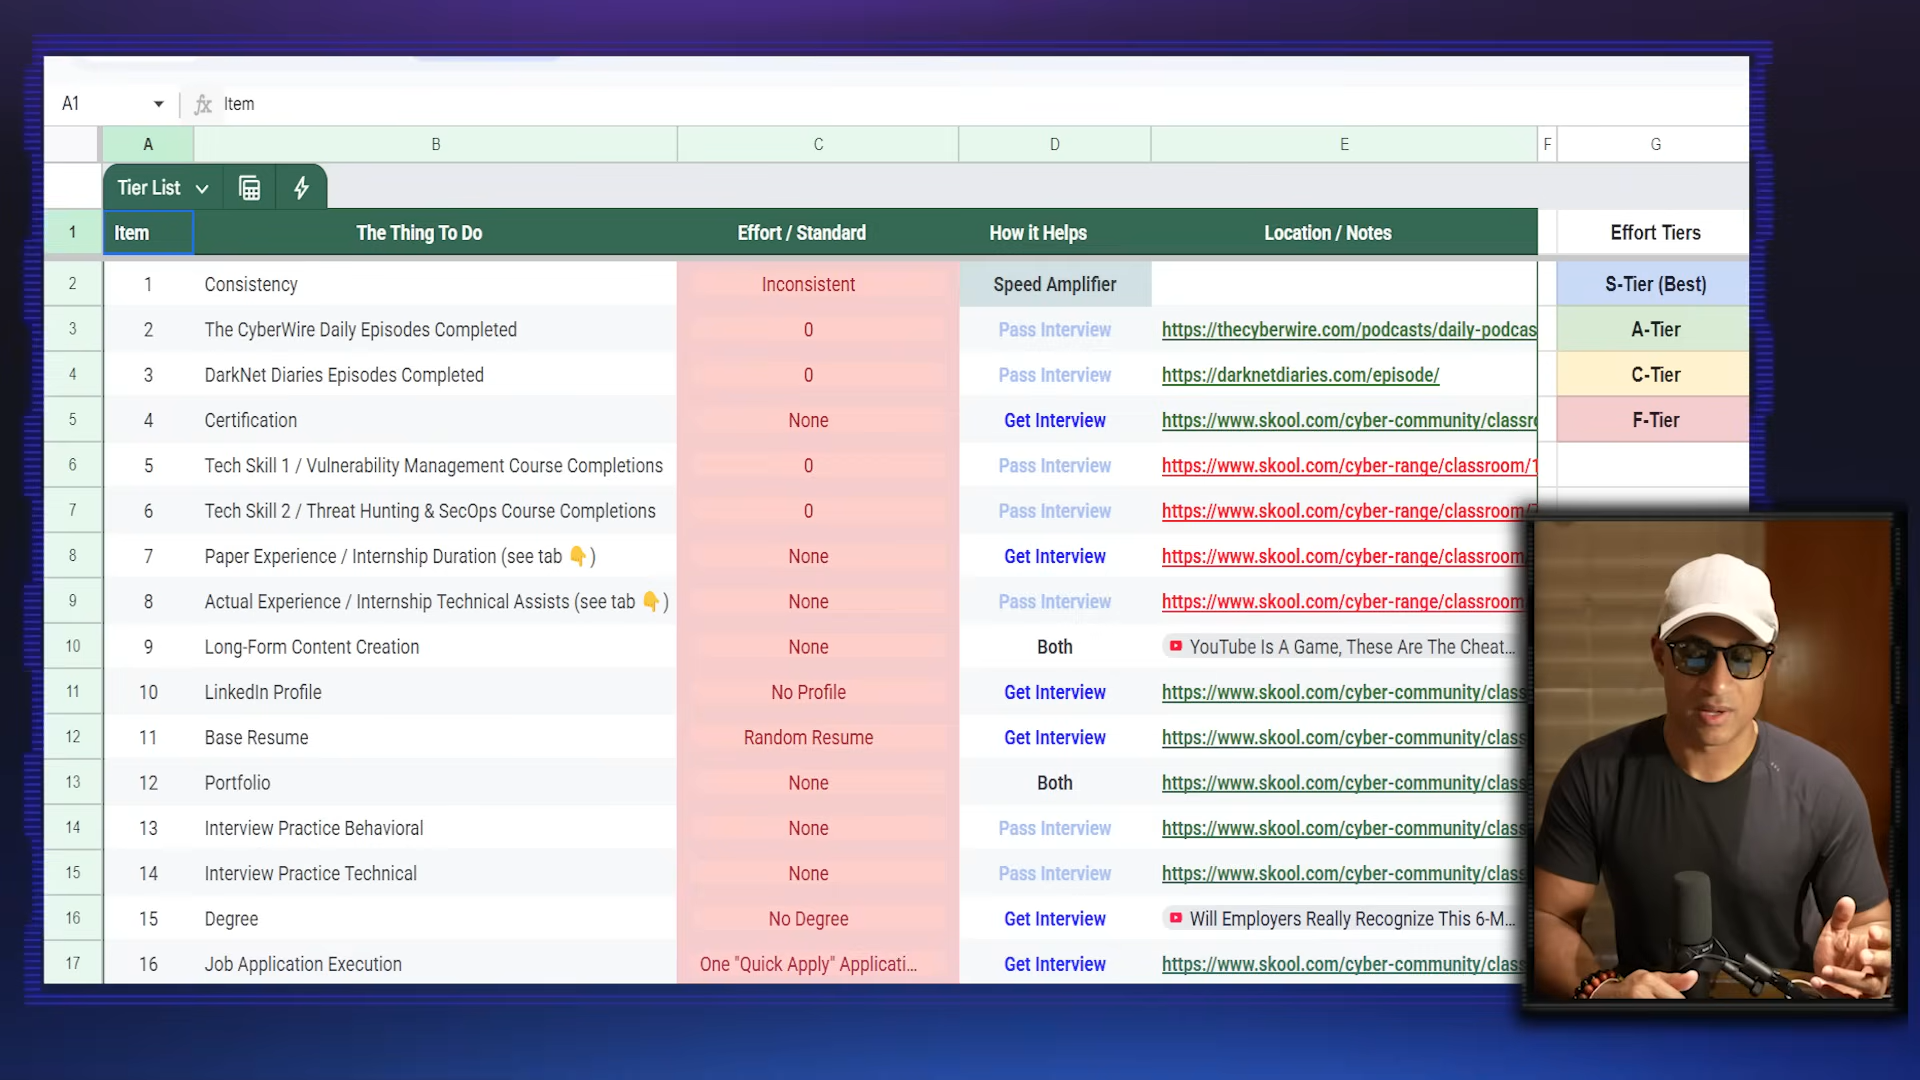 A1 fx Item
A B C D E F G
Tier List
1 Item The Thing To Do Effort / Standard How it Helps Location / Notes Effort Tiers
2 1 Consistency Inconsistent Speed Amplifier S-Tier (Best)
3 2 The CyberWire Daily Episodes Completed 0 Pass Interview https://thecyberwire.com/podcasts/daily-podcas A-Tier
4 3 DarkNet Diaries Episodes Completed 0 Pass Interview https://darknetdiaries.com/episode/ C-Tier
5 4 Certification None Get Interview https://www.skool.com/cyber-community/classr F-Tier
6 5 Tech Skill 1 / Vulnerability Management Course Completions 0 Pass Interview https://www.skool.com/cyber-range/classroom/1
7 6 Tech Skill 2 / Threat Hunting & SecOps Course Completions 0 Pass Interview https://www.skool.com/cyber-range/classroom/
8 7 Paper Experience / Internship Duration (see tab 👇) None Get Interview https://www.skool.com/cyber-range/classroom
9 8 Actual Experience / Internship Technical Assists (see tab 👇) None Pass Interview https://www.skool.com/cyber-range/classroom
10 9 Long-Form Content Creation None Both YouTube Is A Game, These Are The Cheat...
11 10 LinkedIn Profile No Profile Get Interview https://www.skool.com/cyber-community/clas
12 11 Base Resume Random Resume Get Interview https://www.skool.com/cyber-community/clas
13 12 Portfolio None Both https://www.skool.com/cyber-community/clas
14 13 Interview Practice Behavioral None Pass Interview https://www.skool.com/cyber-community/clas
15 14 Interview Practice Technical None Pass Interview https://www.skool.com/cyber-community/clas
16 15 Degree No Degree Get Interview Will Employers Really Recognize This 6-M...
17 16 Job Application Execution One "Quick Apply" Applicati... Get Interview https://www.skool.com/cyber-community/clas